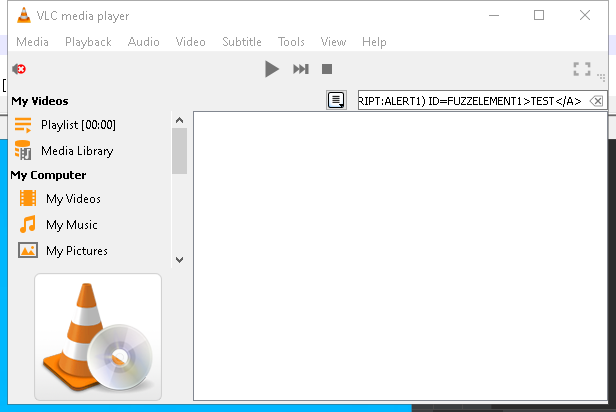 VLC media player
Media Playback Audio Video Subtitle Tools View Help
My Videos
RIPT:ALERT1) ID=FUZZELEMENT1>TEST</A>
Playlist [00:00]
Media Library
My Computer
My Videos
My Music
My Pictures